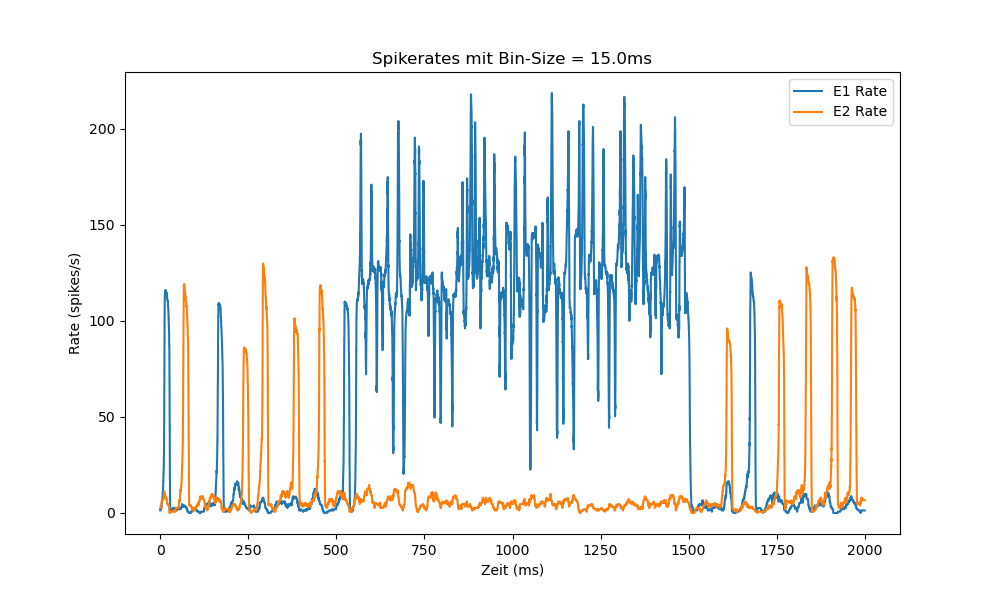 Spikerates mit Bin-Size = 15.0ms
E1 Rate
E2 Rate
200
150
100
50
0
Rate (spikes/s)
0 250 500 750 1000 1250 1500 1750 2000
Zeit (ms)